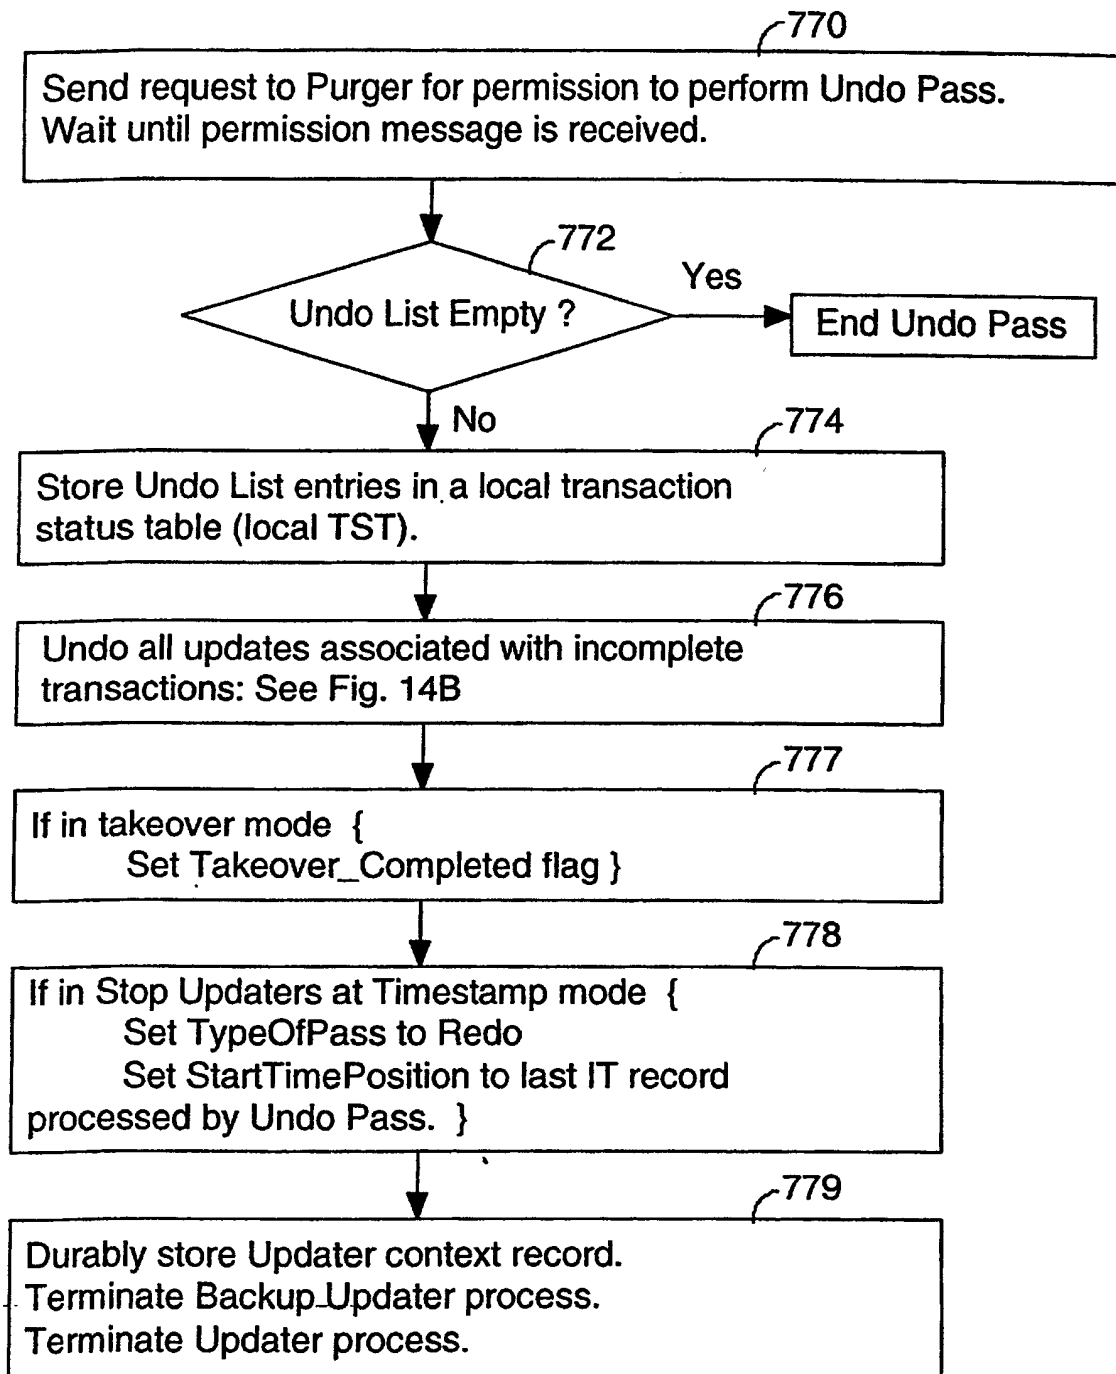 770
Send request to Purger for permission to perform Undo Pass.
Wait until permission message is received.
772
Undo List Empty ?
Yes
End Undo Pass
No
774
Store Undo List entries in a local transaction
status table (local TST).
776
Undo all updates associated with incomplete
transactions: See Fig. 14B
777
If in takeover mode {
Set Takeover_Completed flag }
778
If in Stop Updaters at Timestamp mode {
Set TypeOfPass to Redo
Set StartTimePosition to last IT record
processed by Undo Pass. }
779
Durably store Updater context record.
Terminate Backup_Updater process.
Terminate Updater process.